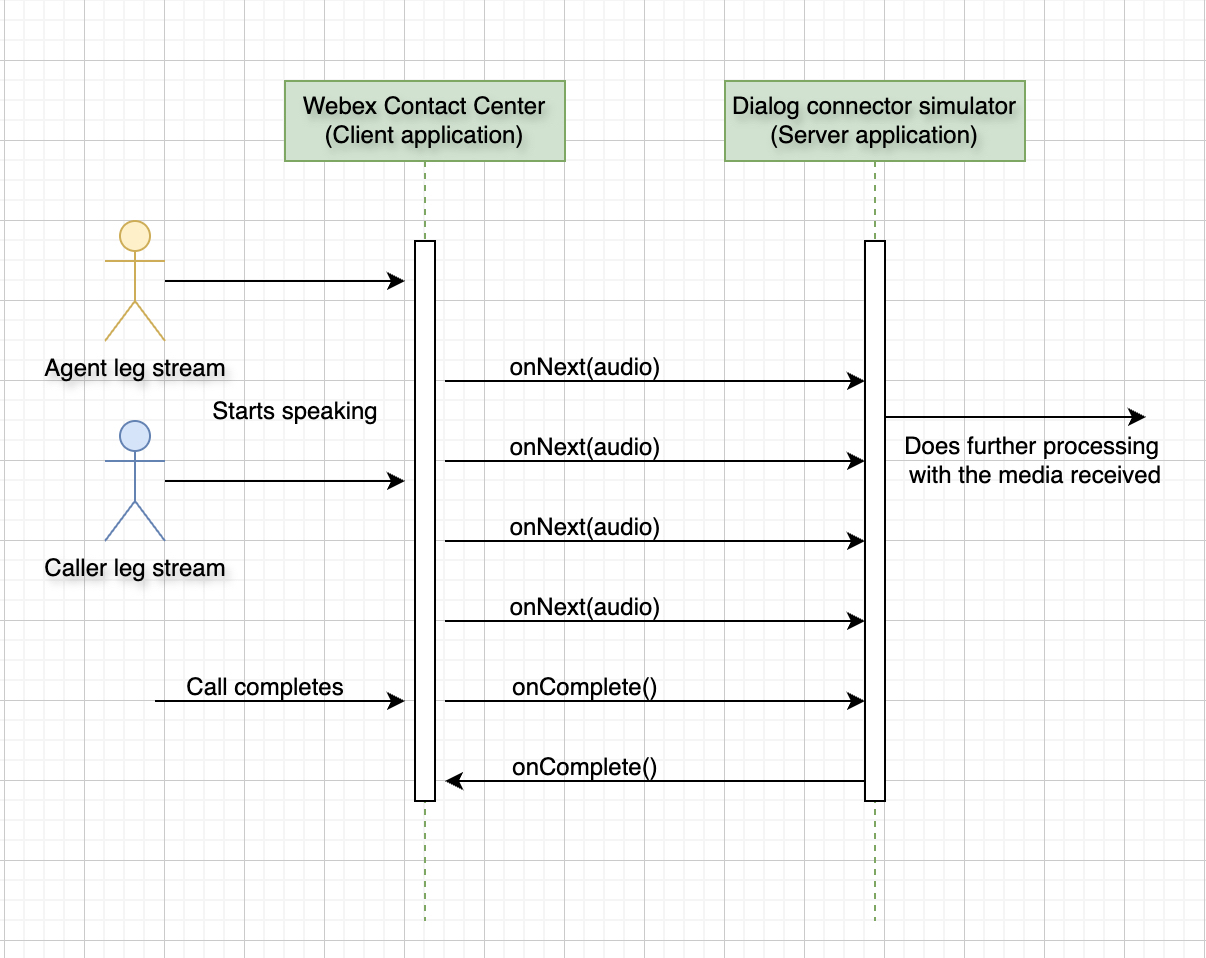 Webex Contact Center
(Client application)
Dialog connector simulator
(Server application)
Agent leg stream
onNext(audio)
Starts speaking
onNext(audio)
Does further processing
with the media received
onNext(audio)
Caller leg stream
onNext(audio)
Call completes
onComplete()
onComplete()